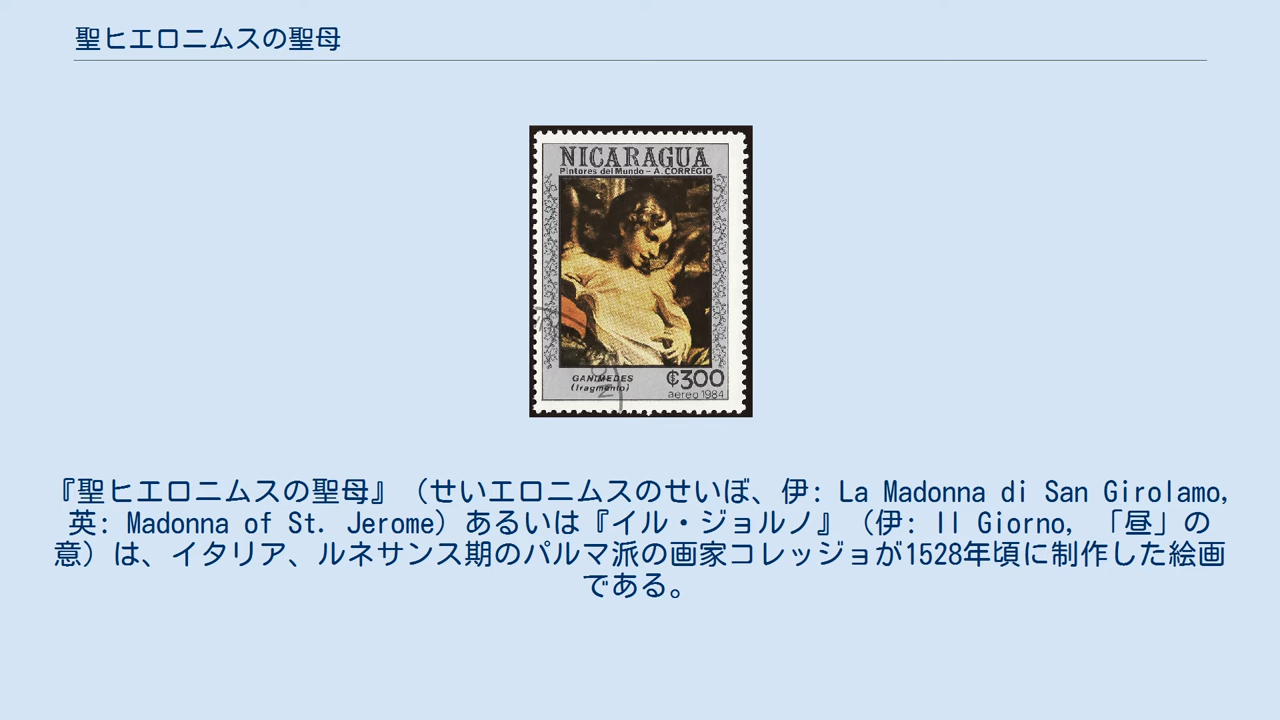 聖ヒエロニムスの聖母
NICARAGUA
Pintores del Mundo - A. CORREGIO
GANIMEDES
(fragmento)
₡300
aereo 1984
『聖ヒエロニムスの聖母』（せいエロニムスのせいぼ、伊: La Madonna di San Girolamo,
英: Madonna of St. Jerome）あるいは『イル・ジョルノ』（伊: Il Giorno, 「昼」の
意）は、イタリア、ルネサンス期のパルマ派の画家コレッジョが1528年頃に制作した絵画
である。